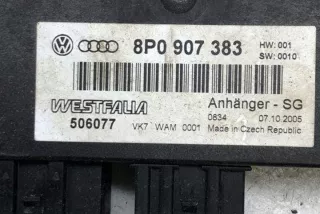 8P0 907 383
HW: 001
SW: 0010
WESTFALIA
Anhänger - SG
506077
VK7 WAM 0001
0634 07.10.2005
Made in Czech Republic